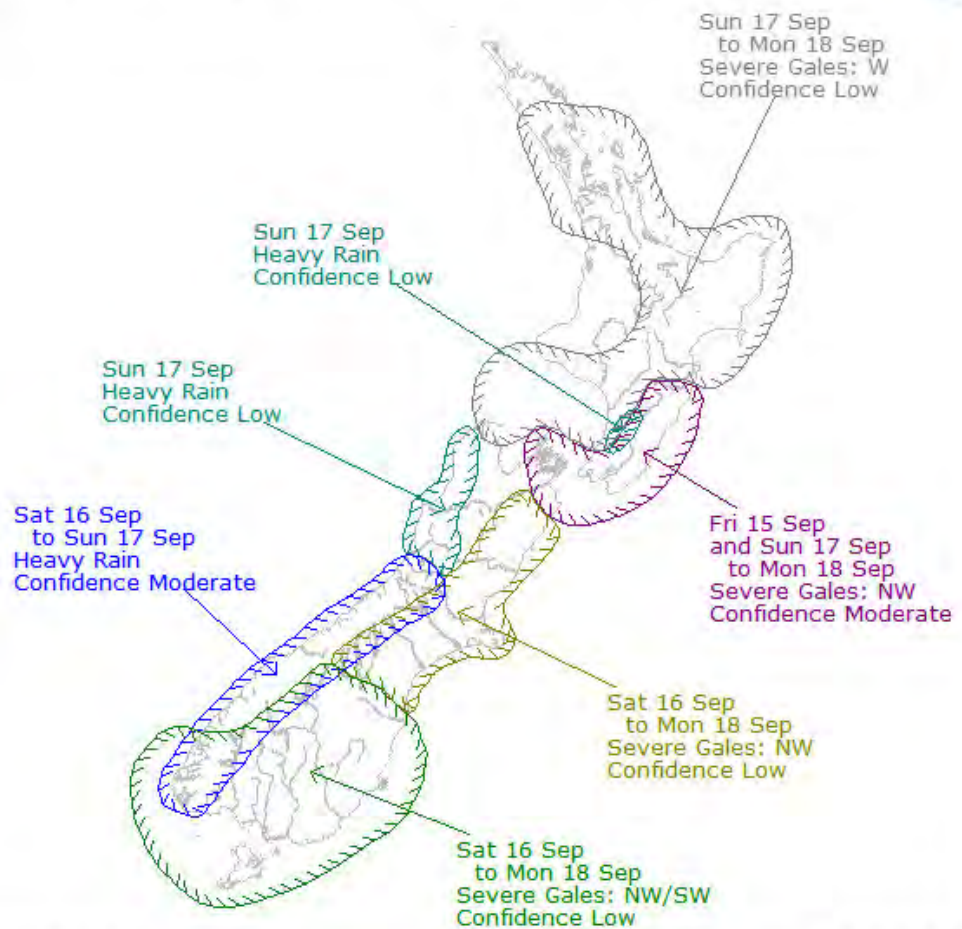 Sun 17 Sep
to Mon 18 Sep
Severe Gales: W
Confidence Low
Sun 17 Sep
Heavy Rain
Confidence Low
Sun 17 Sep
Heavy Rain
Confidence Low
Sat 16 Sep
to Sun 17 Sep
Heavy Rain
Confidence Moderate
Fri 15 Sep
and Sun 17 Sep
to Mon 18 Sep
Severe Gales: NW
Confidence Moderate
Sat 16 Sep
to Mon 18 Sep
Severe Gales: NW
Confidence Low
Sat 16 Sep
to Mon 18 Sep
Severe Gales: NW/SW
Confidence Low